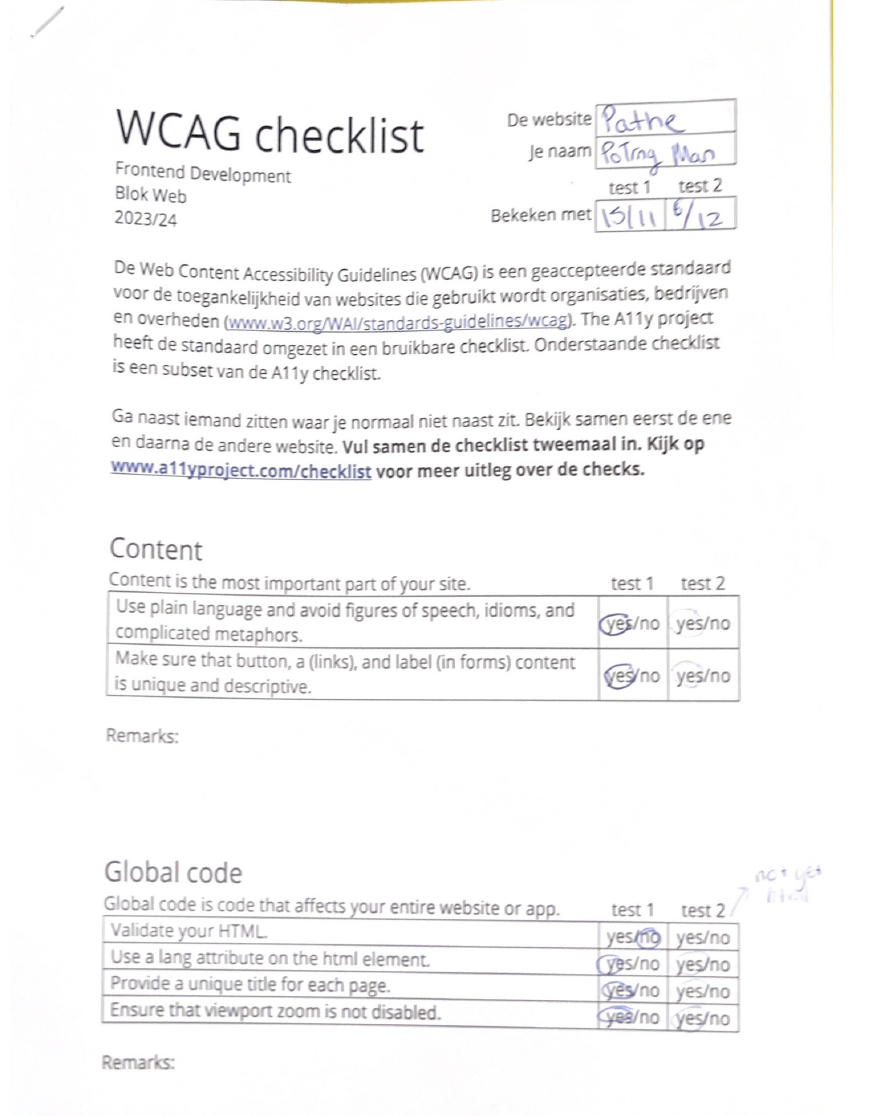 WCAG checklist
Frontend Development
Blok Web
2023/24
De website Pathe
Je naam PoTing Man
test 1 test 2
Bekeken met 15/11 6/12
De Web Content Accessibility Guidelines (WCAG) is een geaccepteerde standaard
voor de toegankelijkheid van websites die gebruikt wordt organisaties, bedrijven
en overheden (www.w3.org/WAI/standards-guidelines/wcag). The A11y project
heeft de standaard omgezet in een bruikbare checklist. Onderstaande checklist
is een subset van de A11y checklist.
Ga naast iemand zitten waar je normaal niet naast zit. Bekijk samen eerst de ene
en daarna de andere website. Vul samen de checklist tweemaal in. Kijk op
www.a11yproject.com/checklist voor meer uitleg over de checks.
Content
Content is the most important part of your site. test 1 test 2
Use plain language and avoid figures of speech, idioms, and
complicated metaphors. yes/no yes/no
Make sure that button, a (links), and label (in forms) content
is unique and descriptive. yes/no yes/no
Remarks:
Global code
not yet
html
Global code is code that affects your entire website or app. test 1 test 2
Validate your HTML. yes/no yes/no
Use a lang attribute on the html element. yes/no yes/no
Provide a unique title for each page. yes/no yes/no
Ensure that viewport zoom is not disabled. yes/no yes/no
Remarks: